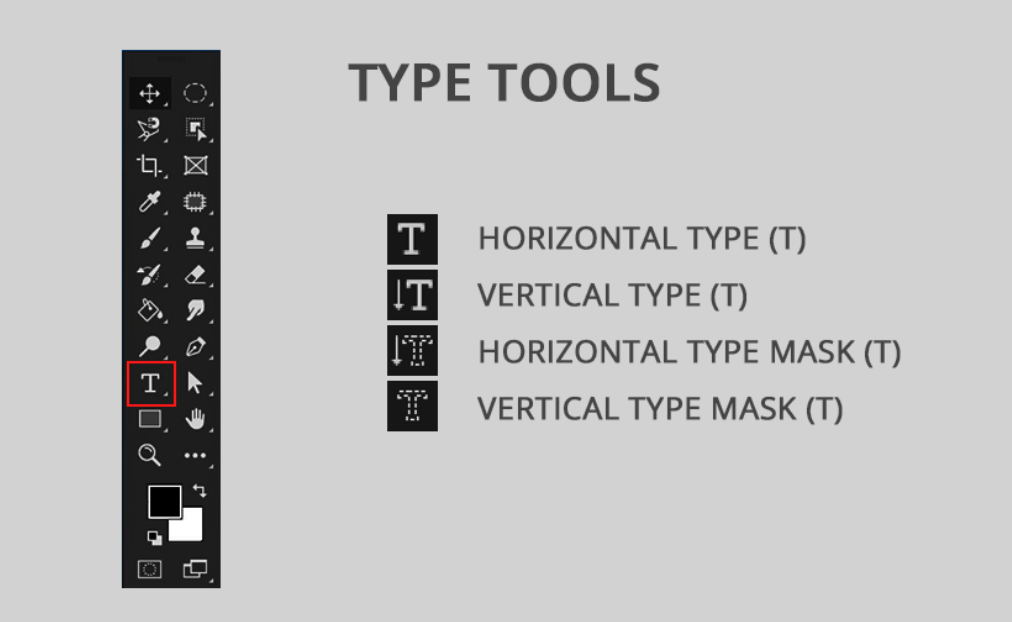 TYPE TOOLS
HORIZONTAL TYPE (T)
VERTICAL TYPE (T)
HORIZONTAL TYPE MASK (T)
VERTICAL TYPE MASK (T)